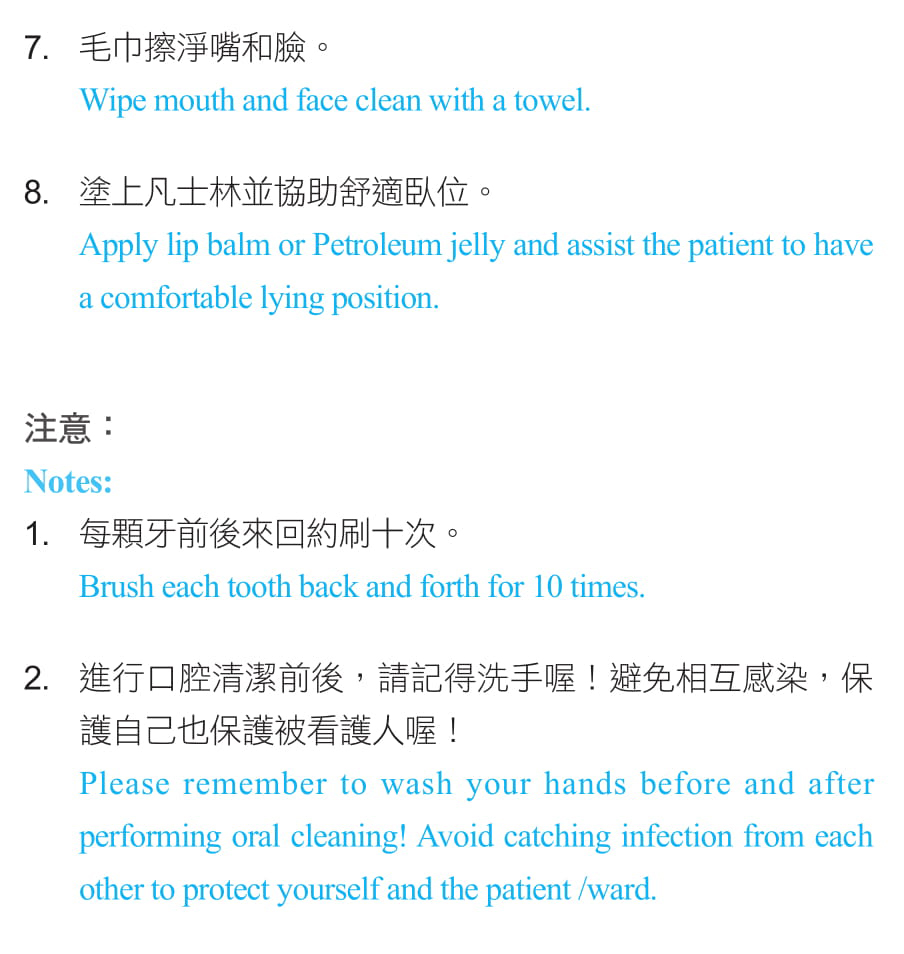 7. 毛巾擦淨嘴和臉。
Wipe mouth and face clean with a towel.
8. 塗上凡士林並協助舒適臥位。
Apply lip balm or Petroleum jelly and assist the patient to have
a comfortable lying position.
注意：
Notes:
1. 每顆牙前後來回約刷十次。
Brush each tooth back and forth for 10 times.
2. 進行口腔清潔前後，請記得洗手喔！避免相互感染，保
護自己也保護被看護人喔！
Please remember to wash your hands before and after
performing oral cleaning! Avoid catching infection from each
other to protect yourself and the patient /ward.